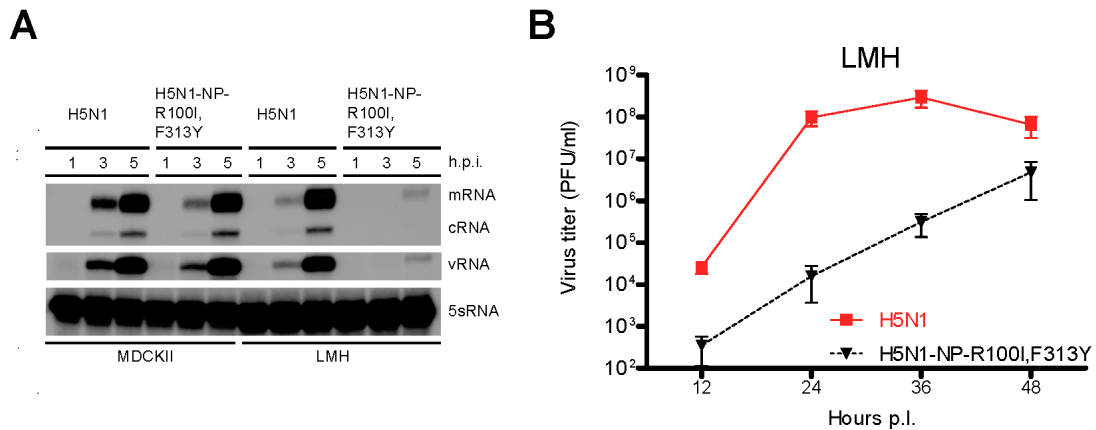 A
H5N1
H5N1-NP-
R100I,
F313Y
H5N1
H5N1-NP-
R100I,
F313Y
1 3 5 1 3 5 1 3 5 1 3 5 h.p.i.
mRNA
cRNA
vRNA
5sRNA
MDCKII LMH
B
LMH
Virus titer (PFU/ml)
10⁹
10⁸
10⁷
10⁶
10⁵
10⁴
10³
10²
H5N1
H5N1-NP-R100I,F313Y
12 24 36 48
Hours p.I.